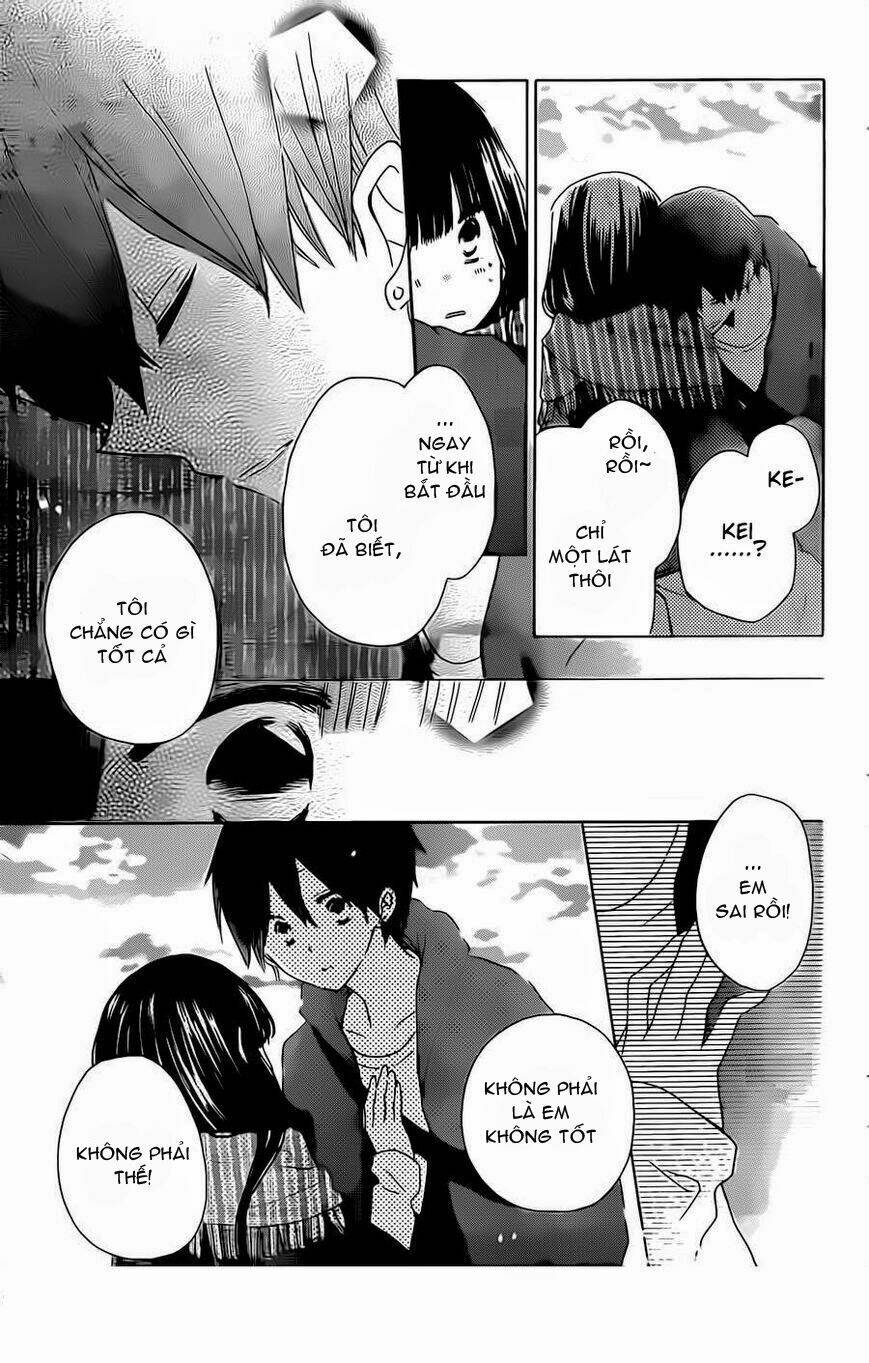 KE-
KEI
......?
RỒI,
RỒI~
CHỈ
MỘT LÁT
THÔI
...
NGAY
TỪ KHI
BẮT ĐẦU
TÔI
ĐÃ BIẾT,
TÔI
CHẲNG CÓ GÌ
TỐT CẢ
...
EM
SAI RỒI!
KHÔNG PHẢI
LÀ EM
KHÔNG TỐT
KHÔNG PHẢI
THẾ!